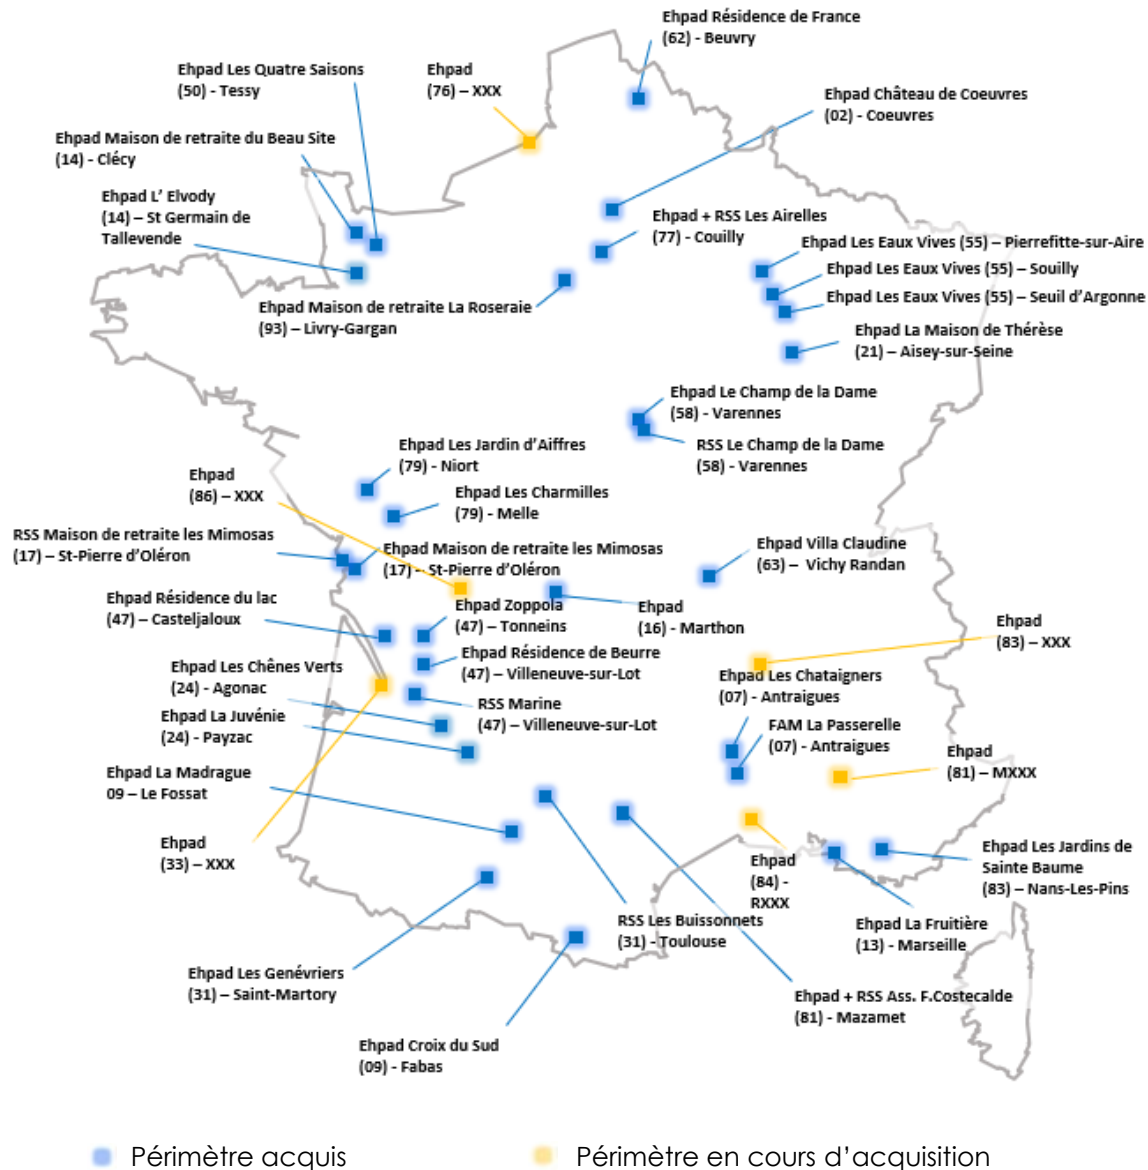 Ehpad Résidence de France
(62) - Beuvry
Ehpad Les Quatre Saisons
(50) - Tessy
Ehpad
(76) – XXX
Ehpad Château de Coeuvres
(02) - Coeuvres
Ehpad Maison de retraite du Beau Site
(14) - Clécy
Ehpad L' Elvody
(14) – St Germain de
Tallevende
Ehpad + RSS Les Airelles
(77) – Couilly
Ehpad Les Eaux Vives (55) – Pierrefitte-sur-Aire
Ehpad Les Eaux Vives (55) – Souilly
Ehpad Les Eaux Vives (55) – Seuil d'Argonne
Ehpad Maison de retraite La Roseraie
(93) – Livry-Gargan
Ehpad La Maison de Thérèse
(21) – Aisey-sur-Seine
Ehpad Le Champ de la Dame
(58) - Varennes
RSS Le Champ de la Dame
(58) - Varennes
Ehpad Les Jardin d'Aiffres
(79) - Niort
Ehpad
(86) – XXX
Ehpad Les Charmilles
(79) - Melle
RSS Maison de retraite les Mimosas
(17) – St-Pierre d'Oléron
Ehpad Maison de retraite les Mimosas
(17) – St-Pierre d'Oléron
Ehpad Villa Claudine
(63) – Vichy Randan
Ehpad Résidence du lac
(47) – Casteljaloux
Ehpad Zoppola
(47) – Tonneins
Ehpad
(16) – Marthon
Ehpad
(83) – XXX
Ehpad Résidence de Beurre
(47) – Villeneuve-sur-Lot
Ehpad Les Chênes Verts
(24) - Agonac
Ehpad Les Chataigners
(07) - Antraigues
RSS Marine
(47) – Villeneuve-sur-Lot
Ehpad La Juvénie
(24) - Payzac
FAM La Passerelle
(07) - Antraigues
Ehpad
(81) – MXXX
Ehpad La Madrague
09 – Le Fossat
Ehpad
(33) – XXX
Ehpad
(84) -
RXXX
Ehpad Les Jardins de
Sainte Baume
(83) – Nans-Les-Pins
RSS Les Buissonnets
(31) - Toulouse
Ehpad La Fruitière
(13) - Marseille
Ehpad Les Genévriers
(31) – Saint-Martory
Ehpad + RSS Ass. F.Costecalde
(81) - Mazamet
Ehpad Croix du Sud
(09) - Fabas
Périmètre acquis
Périmètre en cours d'acquisition